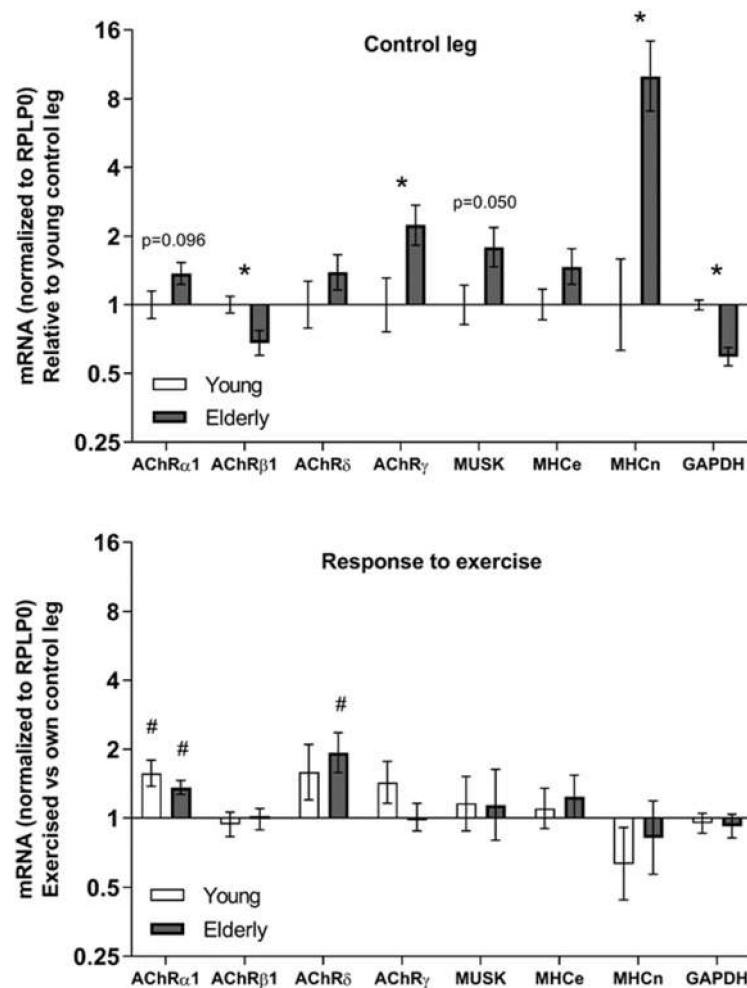 Control leg
mRNA (normalized to RPLP0)
Relative to young control leg
16
8
4
2
1
0.5
0.25
p=0.096
*
*
p=0.050
*
*
Young
Elderly
AChRα1 AChRβ1 AChRδ AChRγ MUSK MHCe MHCn GAPDH
Response to exercise
mRNA (normalized to RPLP0)
Exercised vs own control leg
16
8
4
2
1
0.5
0.25
#
#
#
Young
Elderly
AChRα1 AChRβ1 AChRδ AChRγ MUSK MHCe MHCn GAPDH